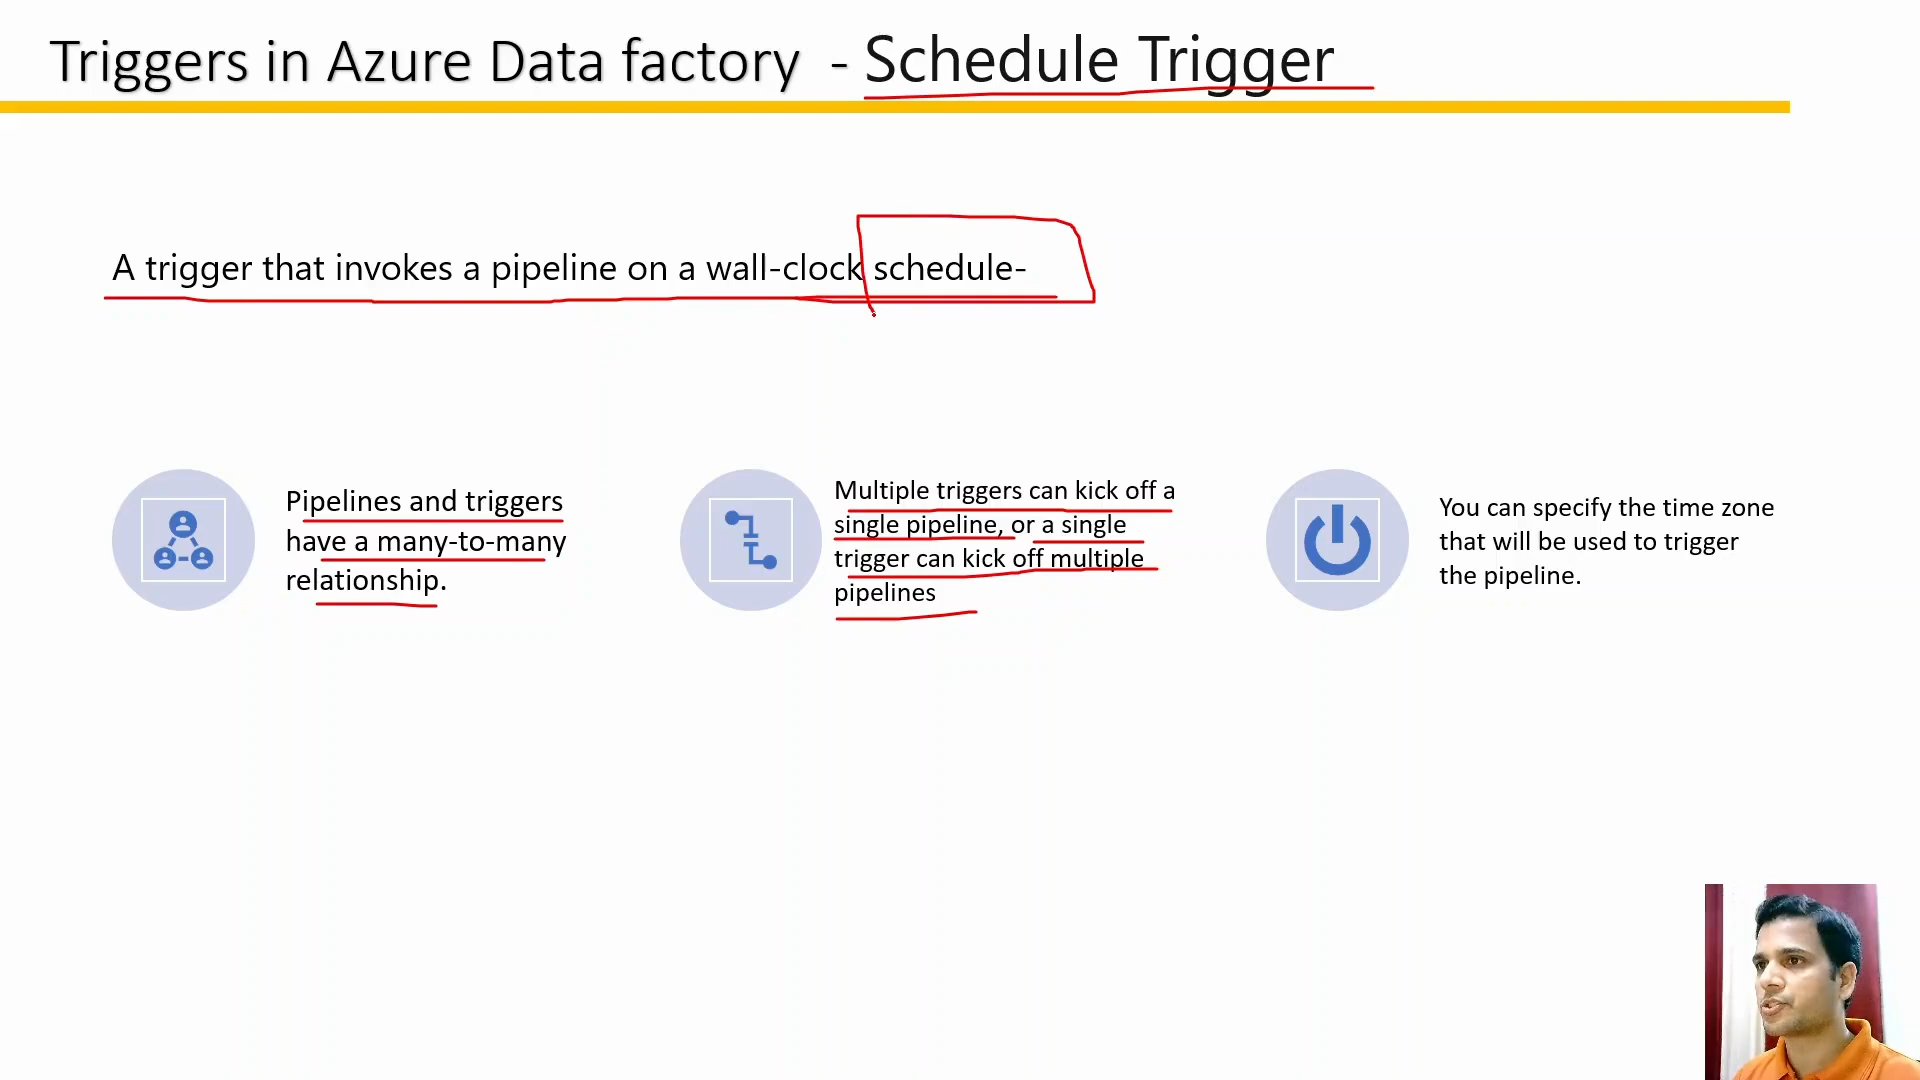 Triggers in Azure Data factory - Schedule Trigger
A trigger that invokes a pipeline on a wall-clock schedule-
Pipelines and triggers
have a many-to-many
relationship.
Multiple triggers can kick off a
single pipeline, or a single
trigger can kick off multiple
pipelines
You can specify the time zone
that will be used to trigger
the pipeline.